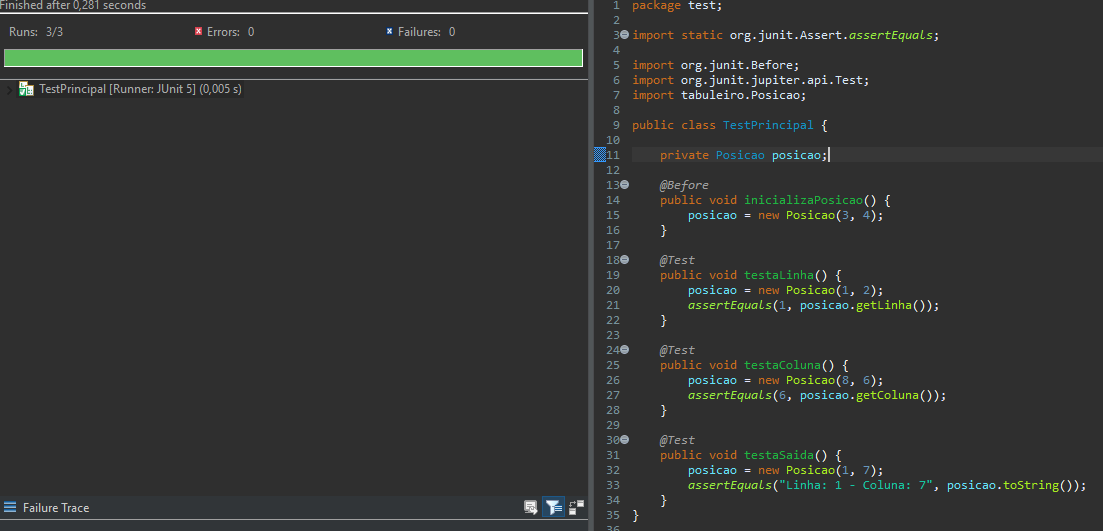 Finished after 0,281 seconds
Runs: 3/3
Errors: 0
Failures: 0
TestPrincipal [Runner: JUnit 5] (0,005 s)
Failure Trace
1 package test;
2
3 import static org.junit.Assert.assertEquals;
4
5 import org.junit.Before;
6 import org.junit.jupiter.api.Test;
7 import tabuleiro.Posicao;
8
9 public class TestPrincipal {
10
11 private Posicao posicao;
12
13 @Before
14 public void inicializaPosicao() {
15 posicao = new Posicao(3, 4);
16 }
17
18 @Test
19 public void testaLinha() {
20 posicao = new Posicao(1, 2);
21 assertEquals(1, posicao.getLinha());
22 }
23
24 @Test
25 public void testaColuna() {
26 posicao = new Posicao(8, 6);
27 assertEquals(6, posicao.getColuna());
28 }
29
30 @Test
31 public void testaSaida() {
32 posicao = new Posicao(1, 7);
33 assertEquals("Linha: 1 - Coluna: 7", posicao.toString());
34 }
35 }
36